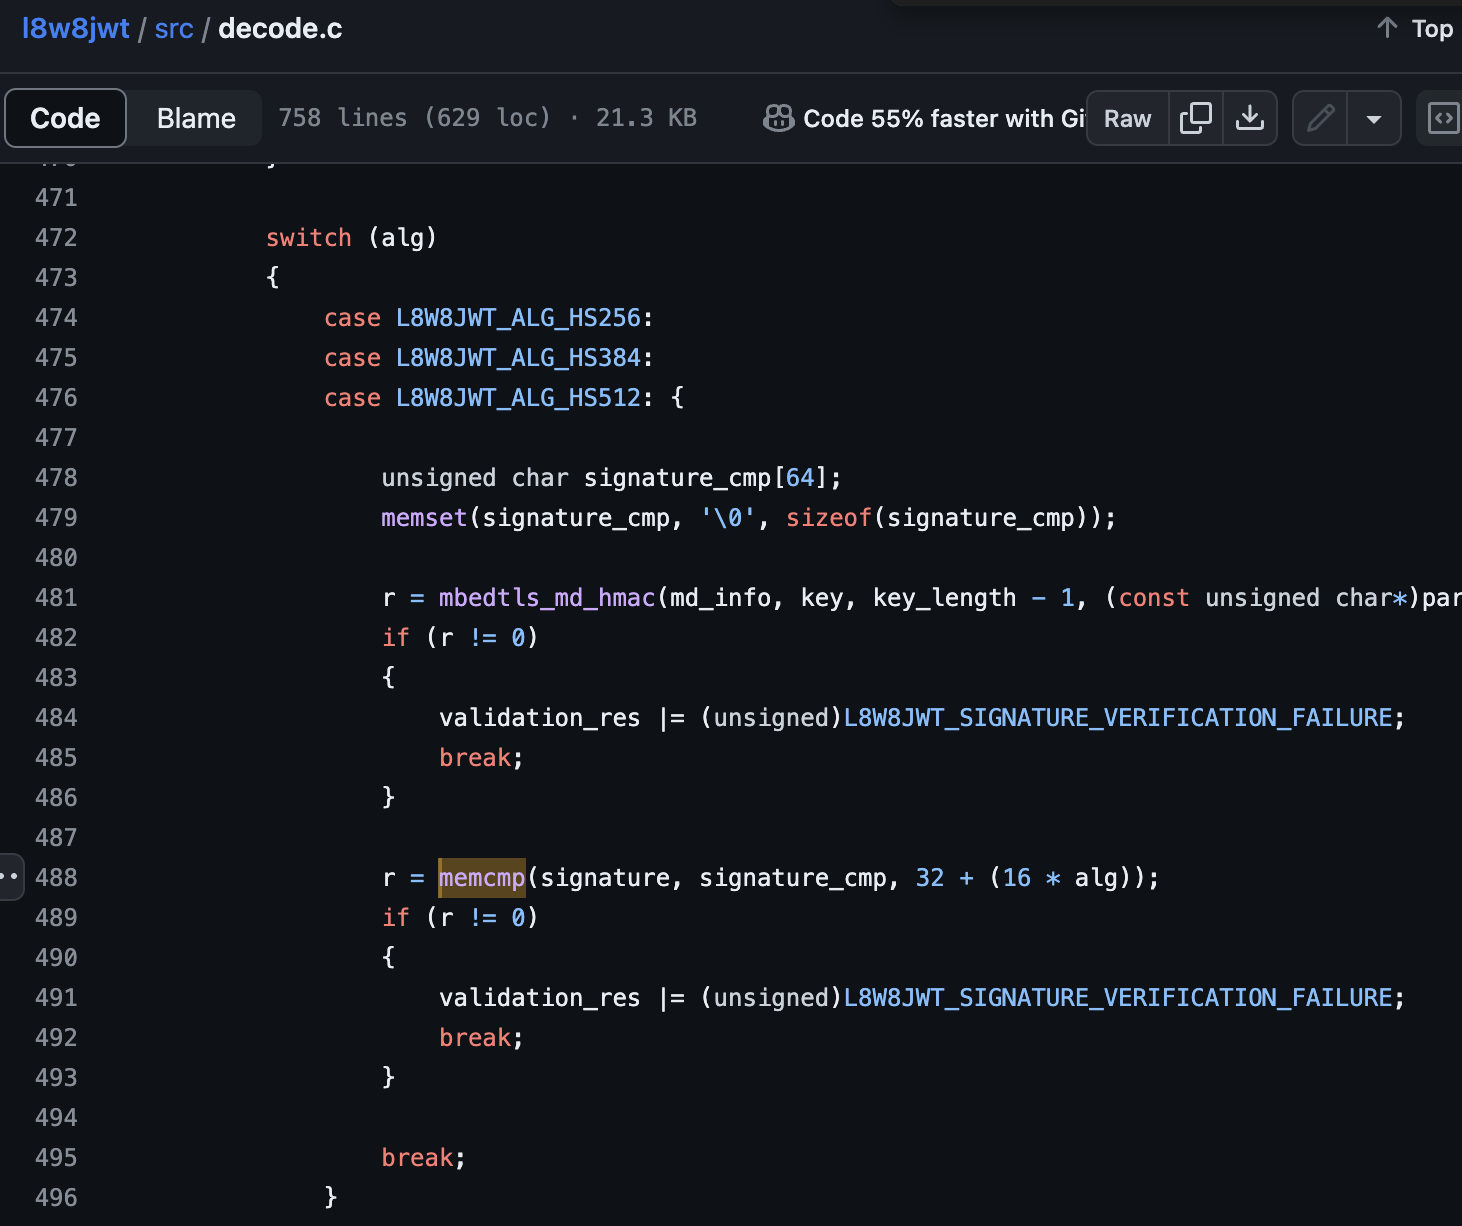 l8w8jwt / src / decode.c
↑ Top
Code Blame 758 lines (629 loc) · 21.3 KB Code 55% faster with Gi Raw
471
472 switch (alg)
473 {
474 case L8W8JWT_ALG_HS256:
475 case L8W8JWT_ALG_HS384:
476 case L8W8JWT_ALG_HS512: {
477
478 unsigned char signature_cmp[64];
479 memset(signature_cmp, '\0', sizeof(signature_cmp));
480
481 r = mbedtls_md_hmac(md_info, key, key_length - 1, (const unsigned char*)par
482 if (r != 0)
483 {
484 validation_res |= (unsigned)L8W8JWT_SIGNATURE_VERIFICATION_FAILURE;
485 break;
486 }
487
488 r = memcmp(signature, signature_cmp, 32 + (16 * alg));
489 if (r != 0)
490 {
491 validation_res |= (unsigned)L8W8JWT_SIGNATURE_VERIFICATION_FAILURE;
492 break;
493 }
494
495 break;
496 }